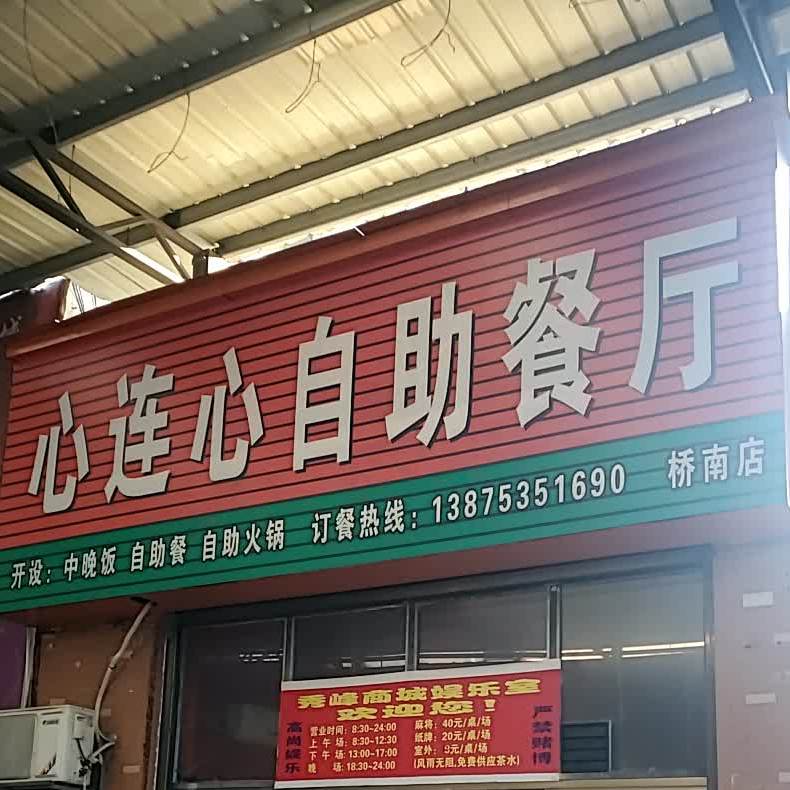 心连心自助餐厅
开设：中晚饭 自助餐 自助火锅 订餐热线：13875351690 桥南店
秀峰商城娱乐室
欢迎您！
高尚娱乐
营业时间：8:30-24:00 麻将：40元/桌/场
上午场：8:30-12:30 纸牌：20元/桌/场
下午场：13:00-17:00 室外：元/桌/场
晚 场：18:30-24:00 (风雨无阻,免费供应茶水)
严禁赌博